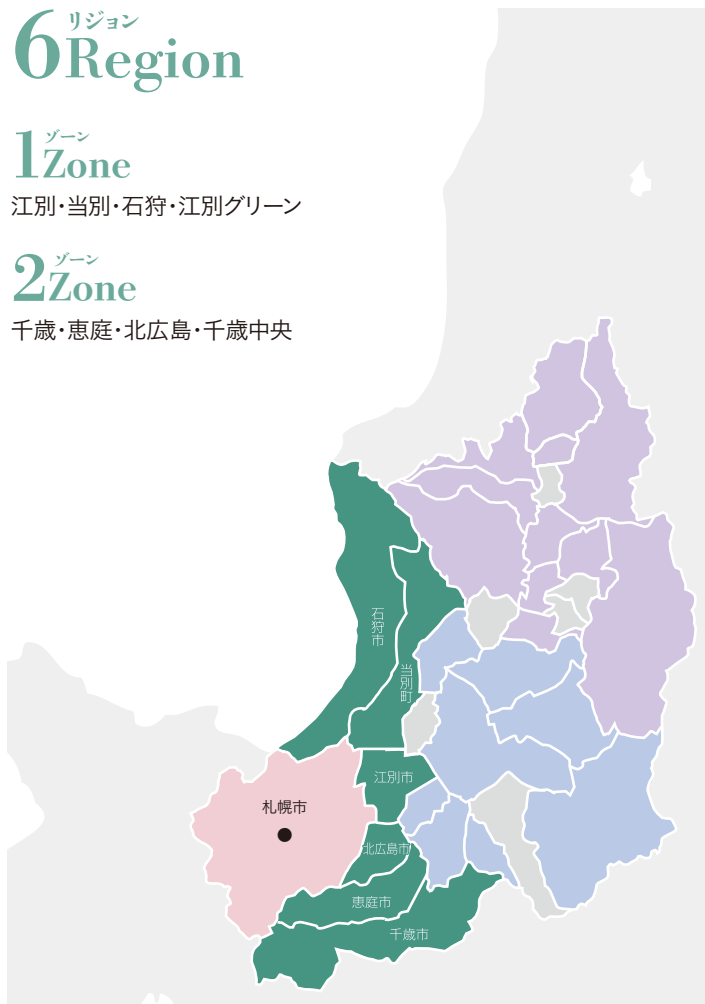 リジョン
6Region
ゾーン
1Zone
江別・当別・石狩・江別グリーン
ゾーン
2Zone
千歳・恵庭・北広島・千歳中央
石狩市
当別町
江別市
札幌市
北広島市
恵庭市
千歳市